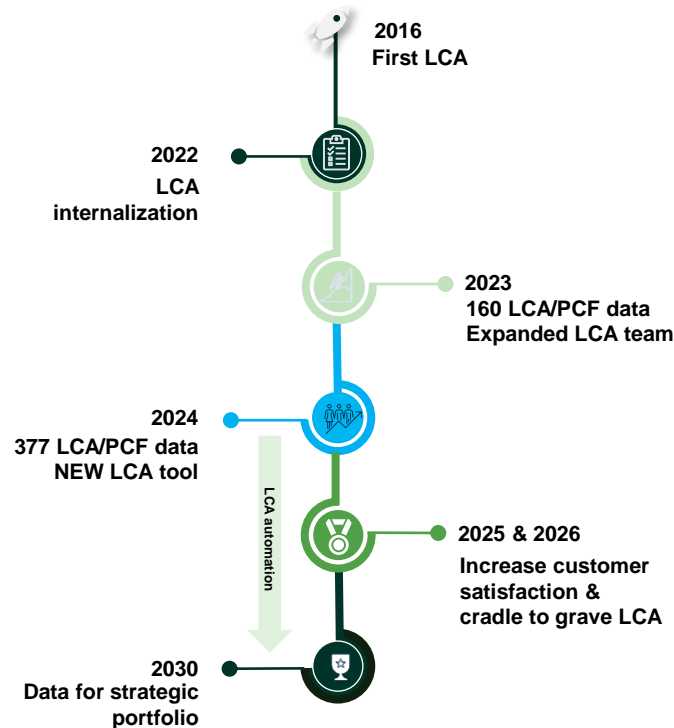 2016
First LCA
2022
LCA
internalization
2023
160 LCA/PCF data
Expanded LCA team
2024
377 LCA/PCF data
NEW LCA tool
LCA automation
2025 & 2026
Increase customer
satisfaction &
cradle to grave LCA
2030
Data for strategic
portfolio